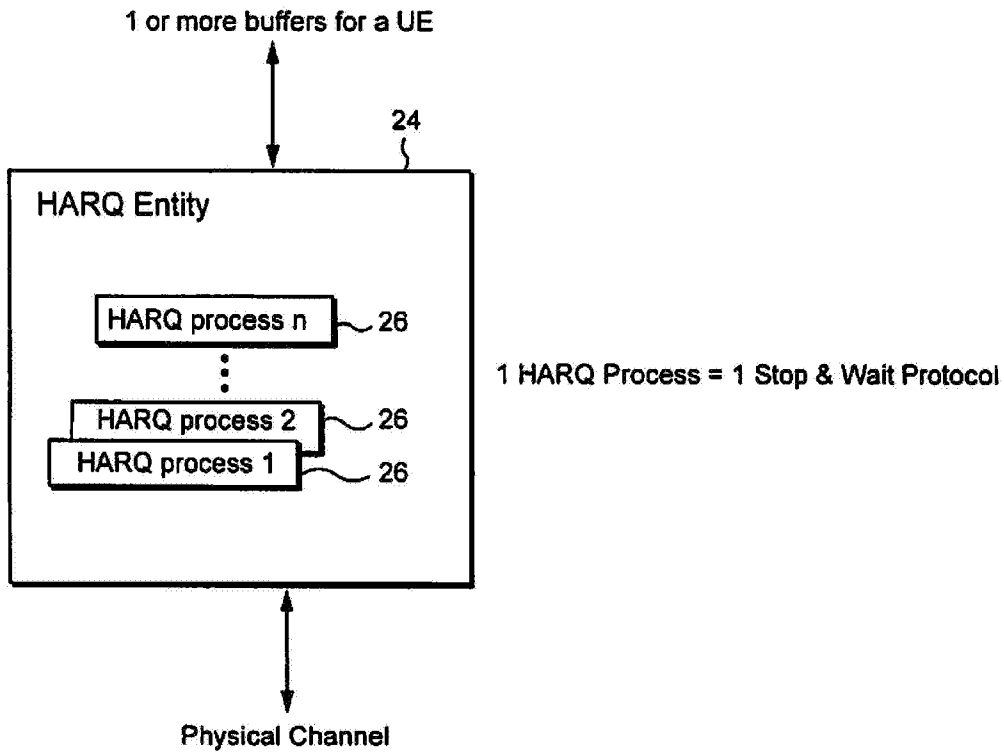 1 or more buffers for a UE
24
HARQ Entity
HARQ process n
26
1 HARQ Process = 1 Stop & Wait Protocol
HARQ process 2
26
HARQ process 1
26
Physical Channel